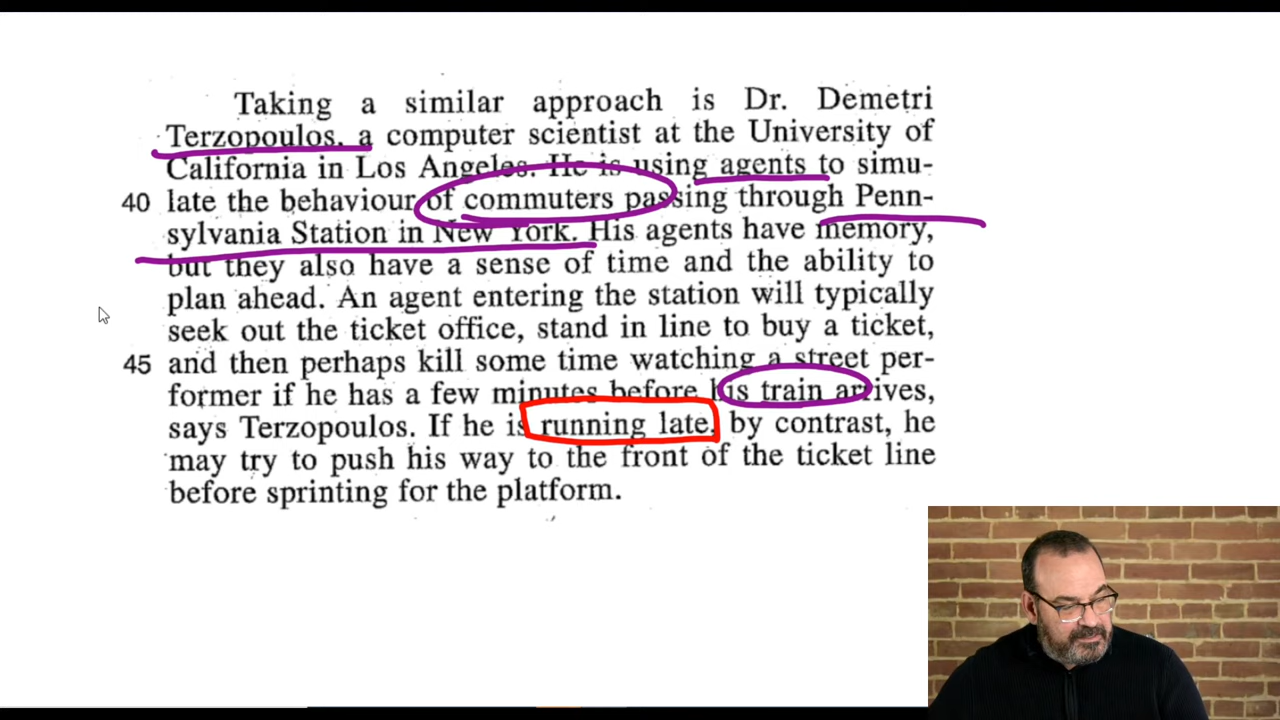 Taking a similar approach is Dr. Demetri
Terzopoulos, a computer scientist at the University of
California in Los Angeles. He is using agents to simu-
40 late the behaviour of commuters passing through Penn-
sylvania Station in New York. His agents have memory,
but they also have a sense of time and the ability to
plan ahead. An agent entering the station will typically
seek out the ticket office, stand in line to buy a ticket,
45 and then perhaps kill some time watching a street per-
former if he has a few minutes before his train arrives,
says Terzopoulos. If he is running late, by contrast, he
may try to push his way to the front of the ticket line
before sprinting for the platform.